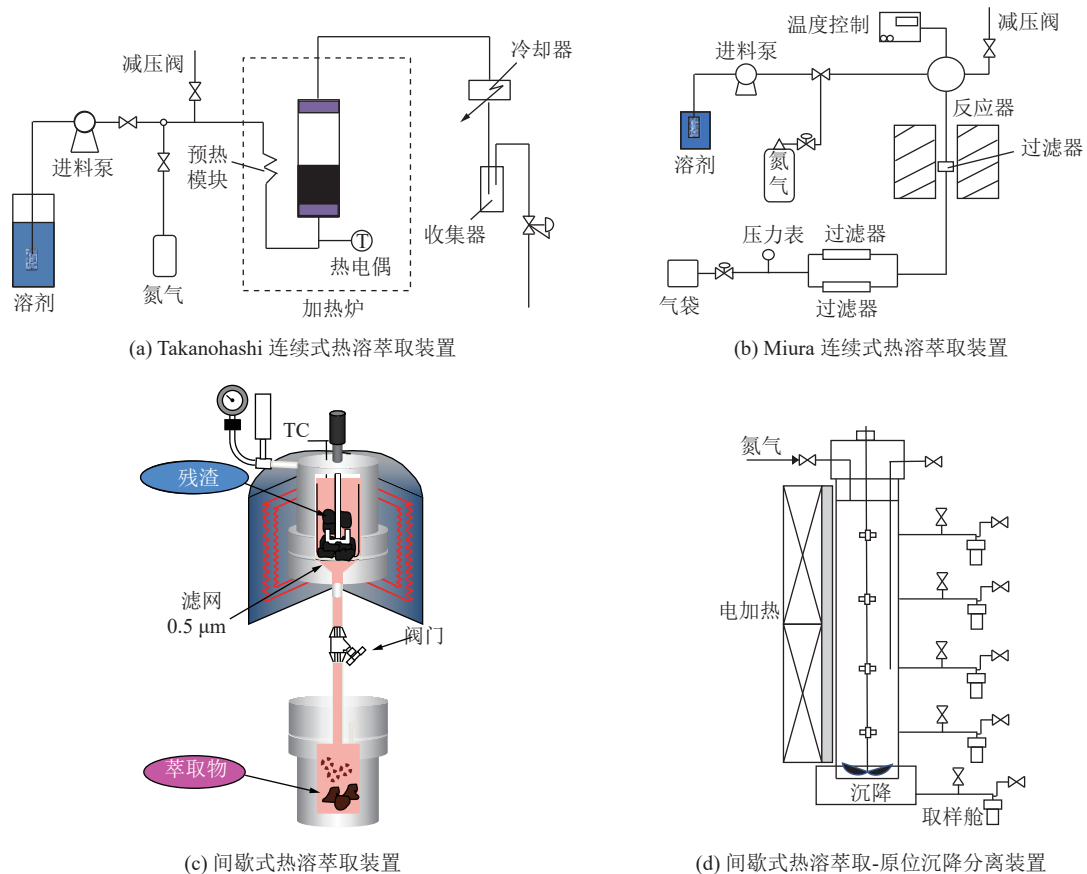 减压阀
冷却器
进料泵
预热
模块
收集器
T
热电偶
溶剂
氮气
加热炉
(a) Takanohashi 连续式热溶萃取装置
温度控制
减压阀
进料泵
反应器
溶剂
氮
气
过滤器
压力表
过滤器
气袋
过滤器
(b) Miura 连续式热溶萃取装置
TC
残渣
滤网
0.5 μm
阀门
萃取物
(c) 间歇式热溶萃取装置
氮气
电加热
沉降
取样舱
(d) 间歇式热溶萃取-原位沉降分离装置